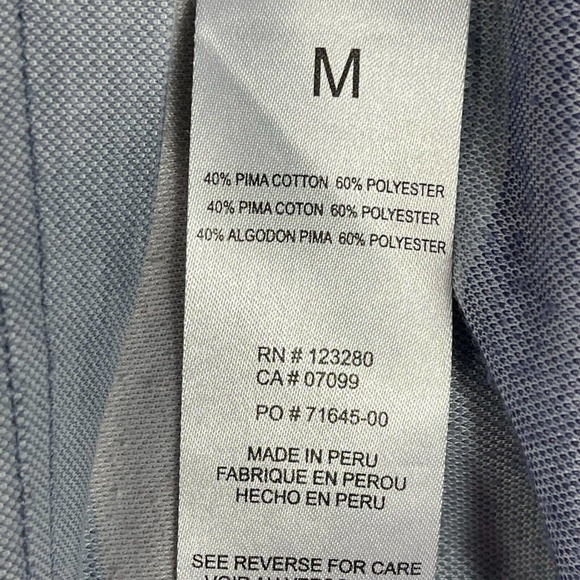 M
40% PIMA COTTON 60% POLYESTER
40% PIMA COTON 60% POLYESTER
40% ALGODON PIMA 60% POLYESTER
RN # 123280
CA # 07099
PO # 71645-00
MADE IN PERU
FABRIQUE EN PEROU
HECHO EN PERU
SEE REVERSE FOR CARE
VOIR